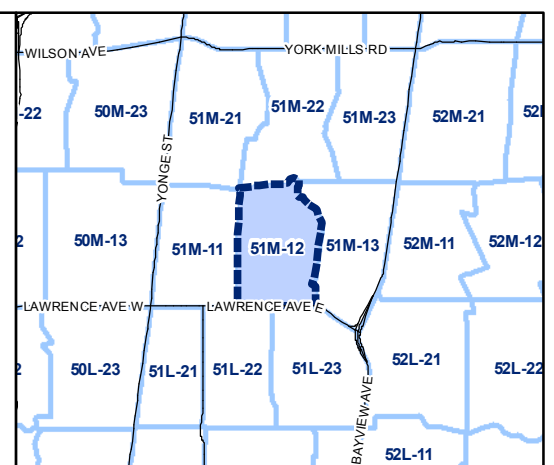 WILSON AVE
YORK MILLS RD
-22
50M-23
51M-21
51M-22
51M-23
52M-21
52
YONGE ST
2
50M-13
51M-11
51M-12
51M-13
52M-11
52M-12
LAWRENCE AVE W
LAWRENCE AVE E
2
50L-23
51L-21
51L-22
51L-23
52L-21
52L-22
BAYVIEW AVE
52L-11